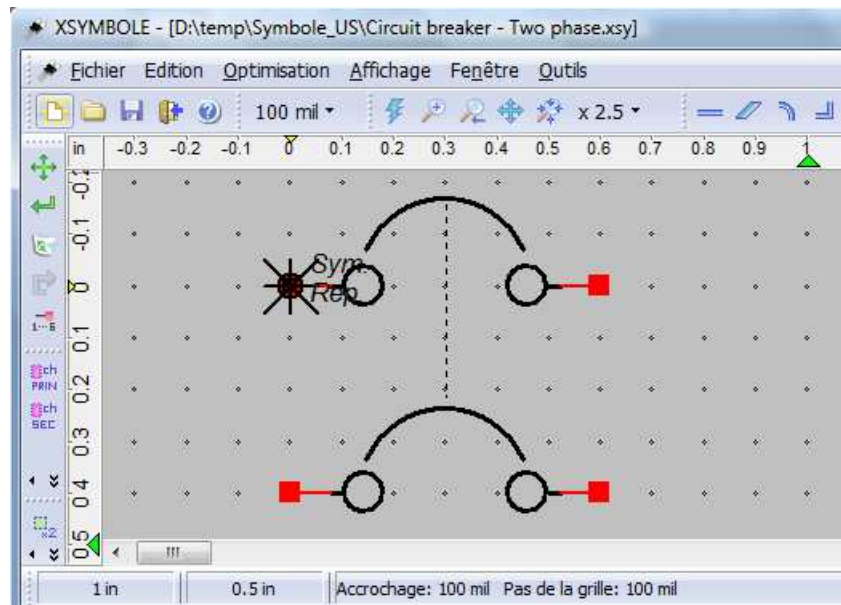 XSYMBOLE - [D:\temp\Symbole_US\Circuit breaker - Two phase.xsy]
Fichier Edition Optimisation Affichage Fenêtre Outils
100 mil x 2.5
in -0.3 -0.2 -0.1 0 0.1 0.2 0.3 0.4 0.5 0.6 0.7 0.8 0.9 1
-0.2
-0.1
Sym.
0
Rep
1...6
0.1
ch
PRIN
0.2
ch
SEC
0.3
0.4
x2
0.5
1 in 0.5 in Accrochage: 100 mil Pas de la grille: 100 mil